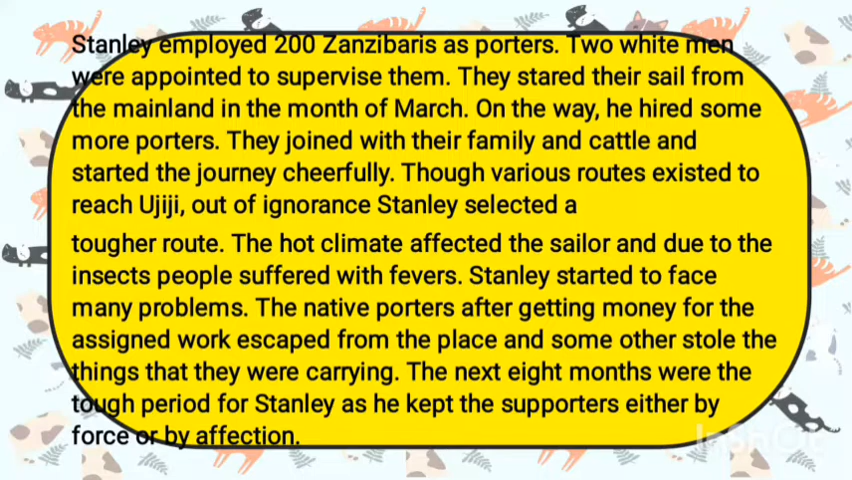 Stanley employed 200 Zanzibaris as porters. Two white men
were appointed to supervise them. They stared their sail from
the mainland in the month of March. On the way, he hired some
more porters. They joined with their family and cattle and
started the journey cheerfully. Though various routes existed to
reach Ujiji, out of ignorance Stanley selected a
tougher route. The hot climate affected the sailor and due to the
insects people suffered with fevers. Stanley started to face
many problems. The native porters after getting money for the
assigned work escaped from the place and some other stole the
things that they were carrying. The next eight months were the
tough period for Stanley as he kept the supporters either by
force or by affection.